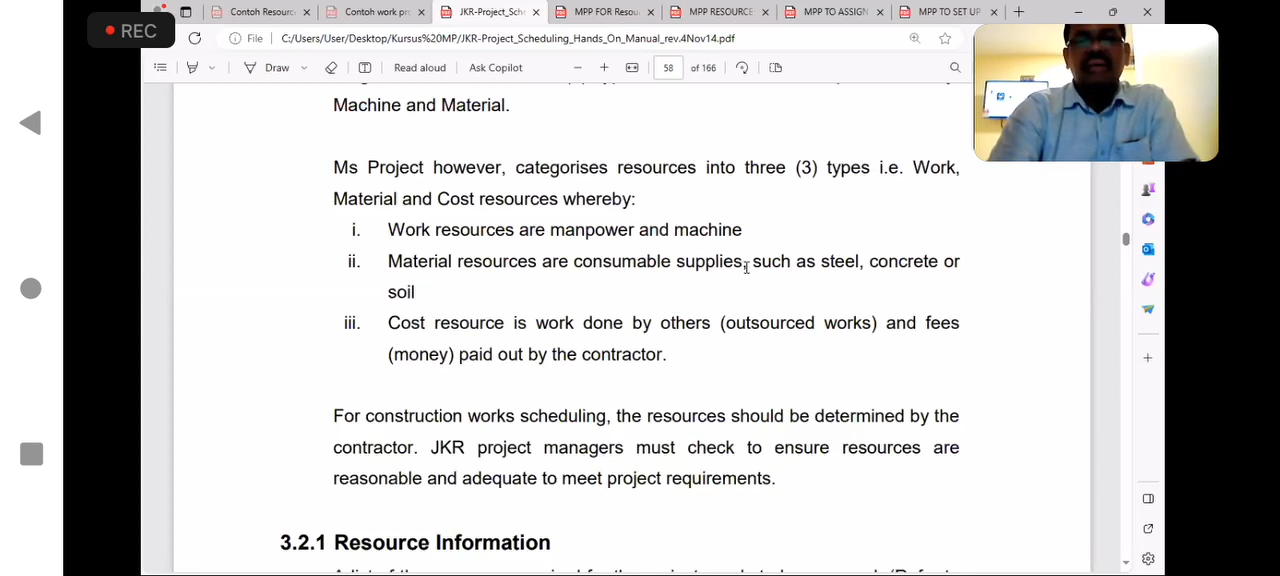 REC
Contoh Resourc
Contoh work pr
JKR-Project_Sche
MPP FOR Resou
MPP RESOURCE
MPP TO ASSIGN
MPP TO SET UP
File
C:/Users/User/Desktop/Kursus%20MP/JKR-Project_Scheduling_Hands_On_Manual_rev.4Nov14.pdf
Draw
Read aloud
Ask Copilot
58 of 166
Machine and Material.
Ms Project however, categorises resources into three (3) types i.e. Work,
Material and Cost resources whereby:
i. Work resources are manpower and machine
ii. Material resources are consumable supplies, such as steel, concrete or
soil
iii. Cost resource is work done by others (outsourced works) and fees
(money) paid out by the contractor.
For construction works scheduling, the resources should be determined by the
contractor. JKR project managers must check to ensure resources are
reasonable and adequate to meet project requirements.
3.2.1 Resource Information